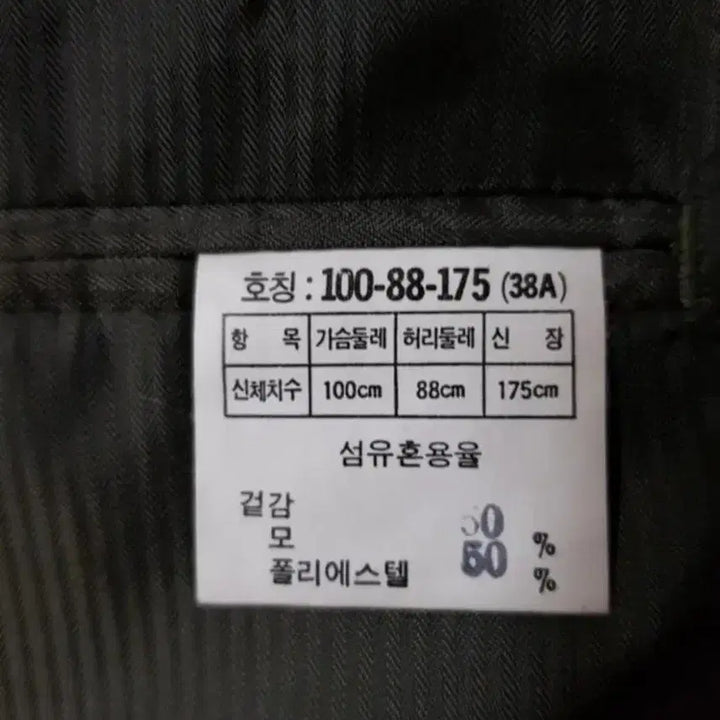 호칭 : 100-88-175 (38A)
항 목 가슴둘레 허리둘레 신 장
신체치수 100cm 88cm 175cm
섬유혼용율
겉감
모 50 %
폴리에스텔 50 %